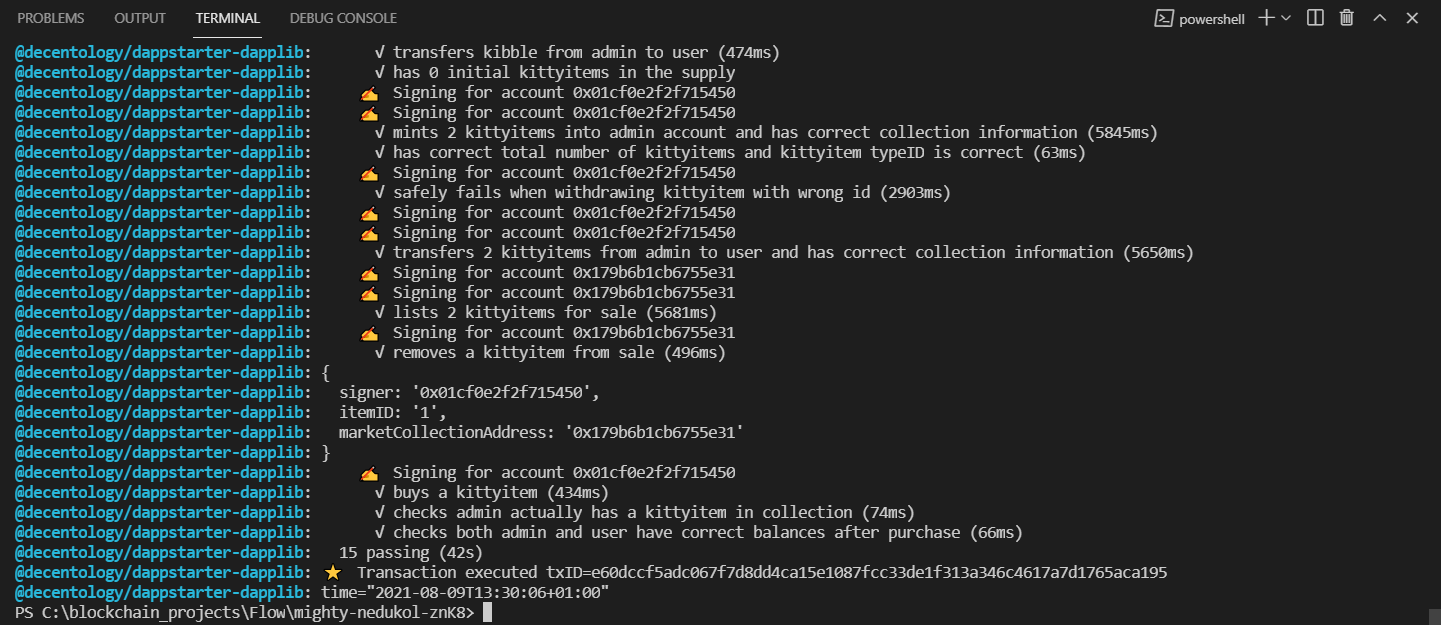 PROBLEMS OUTPUT TERMINAL DEBUG CONSOLE powershell
@decentology/dappstarter-dapplib: √ transfers kibble from admin to user (474ms)
@decentology/dappstarter-dapplib: √ has 0 initial kittyitems in the supply
@decentology/dappstarter-dapplib: ✍ Signing for account 0x01cf0e2f2f715450
@decentology/dappstarter-dapplib: ✍ Signing for account 0x01cf0e2f2f715450
@decentology/dappstarter-dapplib: √ mints 2 kittyitems into admin account and has correct collection information (5845ms)
@decentology/dappstarter-dapplib: √ has correct total number of kittyitems and kittyitem typeID is correct (63ms)
@decentology/dappstarter-dapplib: ✍ Signing for account 0x01cf0e2f2f715450
@decentology/dappstarter-dapplib: √ safely fails when withdrawing kittyitem with wrong id (2903ms)
@decentology/dappstarter-dapplib: ✍ Signing for account 0x01cf0e2f2f715450
@decentology/dappstarter-dapplib: ✍ Signing for account 0x01cf0e2f2f715450
@decentology/dappstarter-dapplib: √ transfers 2 kittyitems from admin to user and has correct collection information (5650ms)
@decentology/dappstarter-dapplib: ✍ Signing for account 0x179b6b1cb6755e31
@decentology/dappstarter-dapplib: ✍ Signing for account 0x179b6b1cb6755e31
@decentology/dappstarter-dapplib: √ lists 2 kittyitems for sale (5681ms)
@decentology/dappstarter-dapplib: ✍ Signing for account 0x179b6b1cb6755e31
@decentology/dappstarter-dapplib: √ removes a kittyitem from sale (496ms)
@decentology/dappstarter-dapplib: {
@decentology/dappstarter-dapplib: signer: '0x01cf0e2f2f715450',
@decentology/dappstarter-dapplib: itemID: '1',
@decentology/dappstarter-dapplib: marketCollectionAddress: '0x179b6b1cb6755e31'
@decentology/dappstarter-dapplib: }
@decentology/dappstarter-dapplib: ✍ Signing for account 0x01cf0e2f2f715450
@decentology/dappstarter-dapplib: √ buys a kittyitem (434ms)
@decentology/dappstarter-dapplib: √ checks admin actually has a kittyitem in collection (74ms)
@decentology/dappstarter-dapplib: √ checks both admin and user have correct balances after purchase (66ms)
@decentology/dappstarter-dapplib: 15 passing (42s)
@decentology/dappstarter-dapplib: ⭐ Transaction executed txID=e60dccf5adc067f7d8dd4ca15e1087fcc33de1f313a346c4617a7d1765aca195
@decentology/dappstarter-dapplib: time="2021-08-09T13:30:06+01:00"
PS C:\blockchain_projects\Flow\mighty-nedukol-znK8>